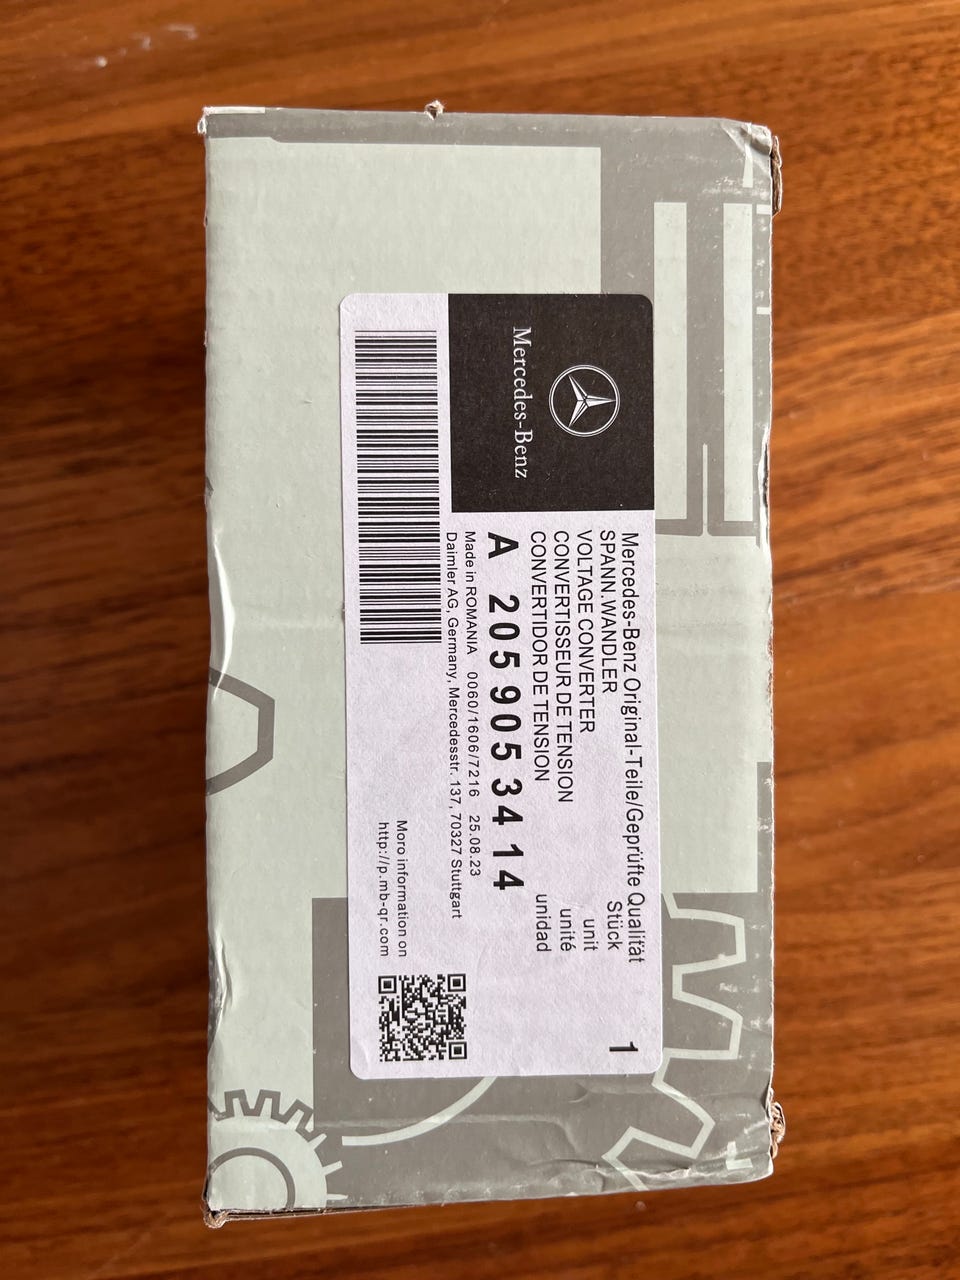 Mercedes-Benz
Mercedes-Benz Original-Teile/Geprüfte Qualität
SPANN.WANDLER Stück 1
VOLTAGE CONVERTER unit
CONVERTISSEUR DE TENSION unité
CONVERTIDOR DE TENSION unidad
A 205 905 34 14
Made in ROMANIA 0060/1606/7216 25.08.23
Daimler AG, Germany, Mercedesstr. 137, 70327 Stuttgart
Moro information on
http://p.mb-qr.com